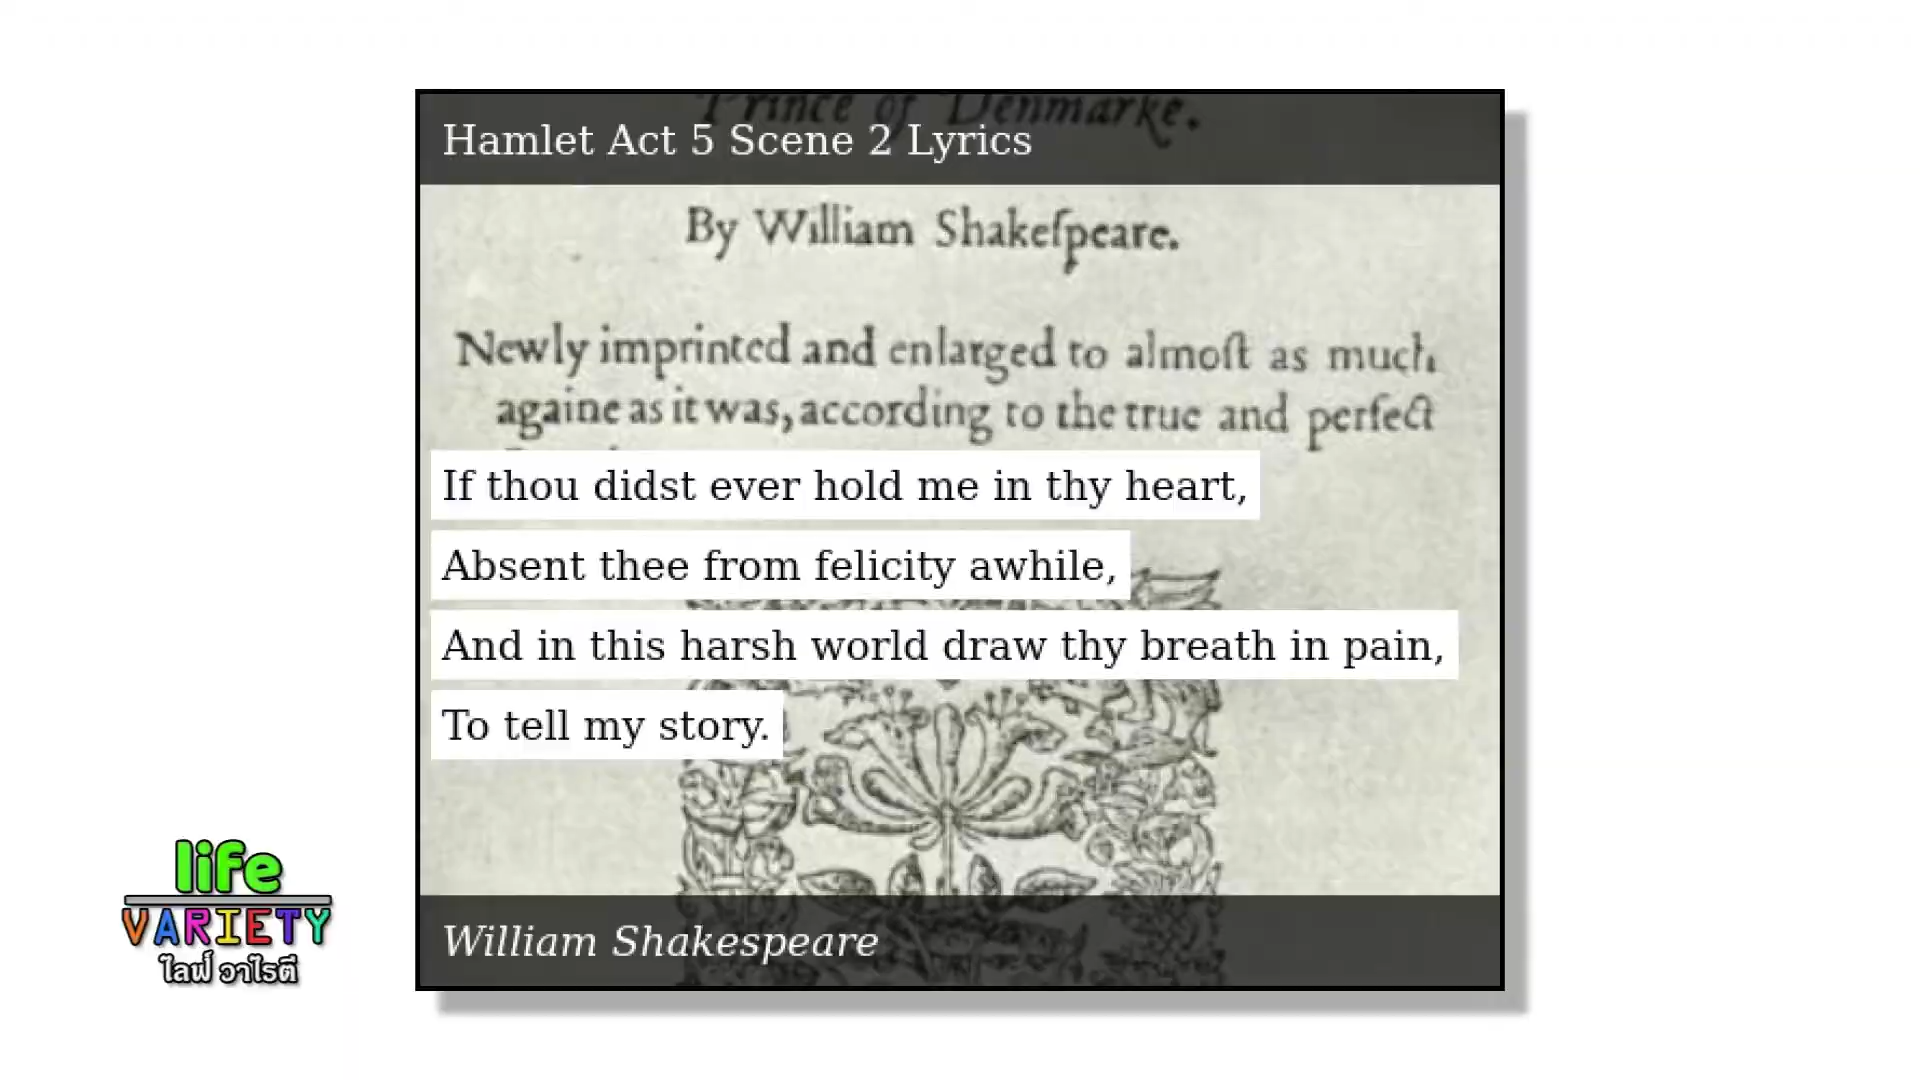 Prince of Denmarke.
Hamlet Act 5 Scene 2 Lyrics
By William Shakeſpeare.
Newly imprinted and enlarged to almoſt as much
againe as it was, according to the true and perfect
If thou didst ever hold me in thy heart,
Absent thee from felicity awhile,
And in this harsh world draw thy breath in pain,
To tell my story.
William Shakespeare
life
VARIETY
ไลฟ์ วาไรตี